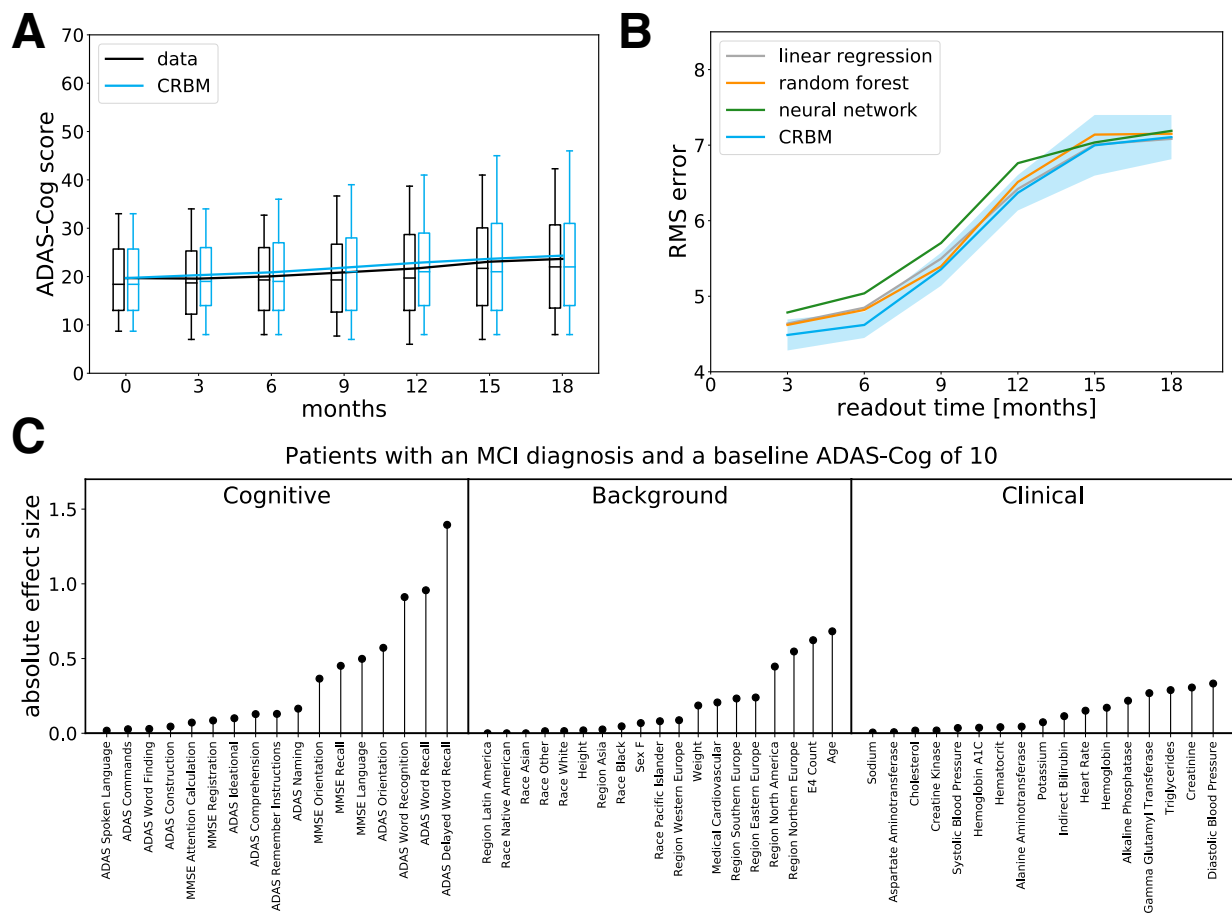 A
70
60
50
40
30
20
10
0
ADAS-Cog score
data
CRBM
0 3 6 9 12 15 18
months
B
8
7
6
5
4
RMS error
linear regression
random forest
neural network
CRBM
0 3 6 9 12 15 18
readout time [months]
C
Patients with an MCI diagnosis and a baseline ADAS-Cog of 10
Cognitive
Background
Clinical
1.5
1.0
0.5
0.0
absolute effect size
ADAS Spoken Language
ADAS Commands
ADAS Word Finding
ADAS Construction
MMSE Attention Calculation
MMSE Registration
ADAS Ideational
ADAS Comprehension
ADAS Remember Instructions
ADAS Naming
MMSE Orientation
MMSE Recall
MMSE Language
ADAS Orientation
ADAS Word Recognition
ADAS Word Recall
ADAS Delayed Word Recall
Region Latin America
Race Native American
Race Asian
Race Other
Race White
Height
Region Asia
Race Black
Sex F
Race Pacific Islander
Region Western Europe
Weight
Medical Cardiovascular
Region Southern Europe
Region Eastern Europe
Region North America
Region Northern Europe
E4 Count
Age
Sodium
Aspartate Aminotransferase
Cholesterol
Creatine Kinase
Systolic Blood Pressure
Hemoglobin A1C
Hematocrit
Alanine Aminotransferase
Potassium
Indirect Bilirubin
Heart Rate
Hemoglobin
Alkaline Phosphatase
Gamma Glutamyl Transferase
Triglycerides
Creatinine
Diastolic Blood Pressure